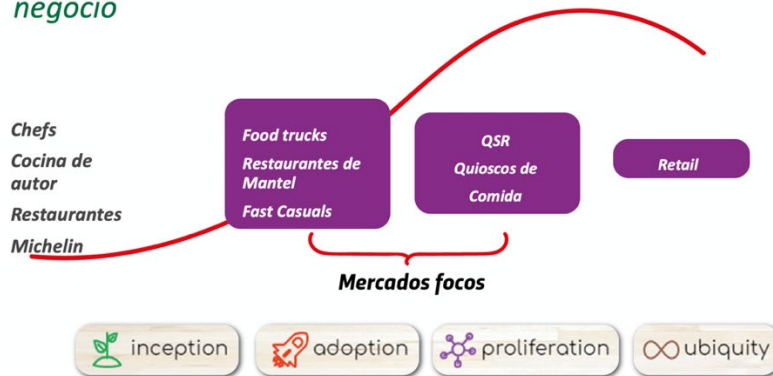 negocio
Chefs
Cocina de
autor
Restaurantes
Michelin
Food trucks
Restaurantes de
Mantel
Fast Casuals
QSR
Quioscos de
Comida
Retail
Mercados focos
inception
adoption
proliferation
ubiquity